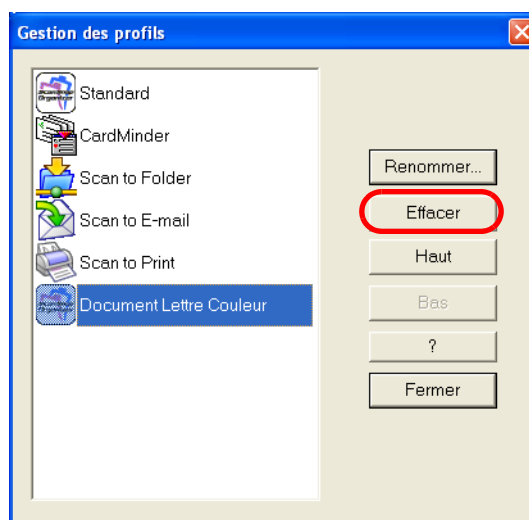 Gestion des profils
Standard
CardMinder
Scan to Folder
Scan to E-mail
Scan to Print
Document Lettre Couleur
Renommer...
Effacer
Haut
Bas
?
Fermer